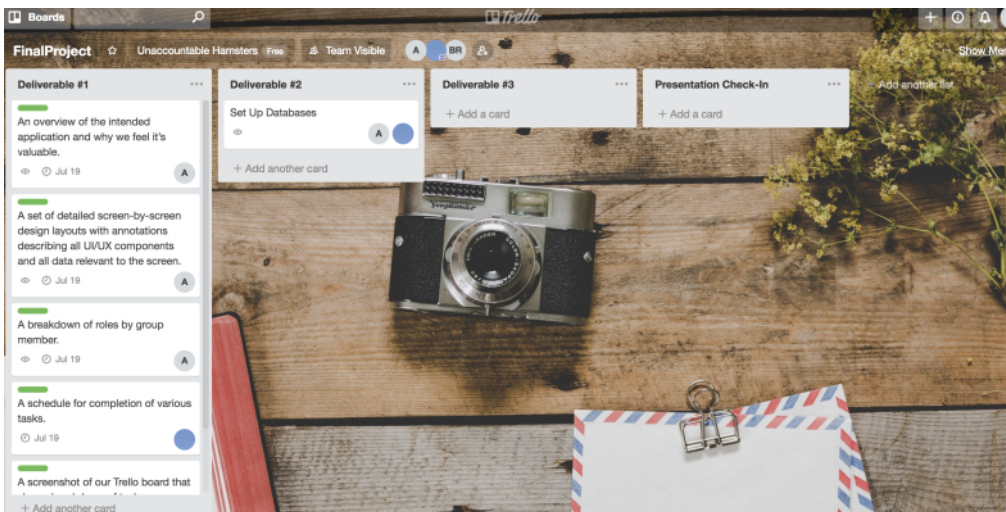 Boards
Trello
FinalProject
Unaccountable Hamsters Free
Team Visible
A
BR
Deliverable #1
An overview of the intended
application and why we feel it's
valuable.
Jul 19
A
A set of detailed screen-by-screen
design layouts with annotations
describing all UI/UX components
and all data relevant to the screen.
Jul 19
A
A breakdown of roles by group
member.
Jul 19
A
A schedule for completion of various
tasks.
Jul 19
A screenshot of our Trello board that
+ Add another card
Deliverable #2
Set Up Databases
A
+ Add another card
Deliverable #3
+ Add a card
Presentation Check-In
+ Add a card
Add another list
Show Me